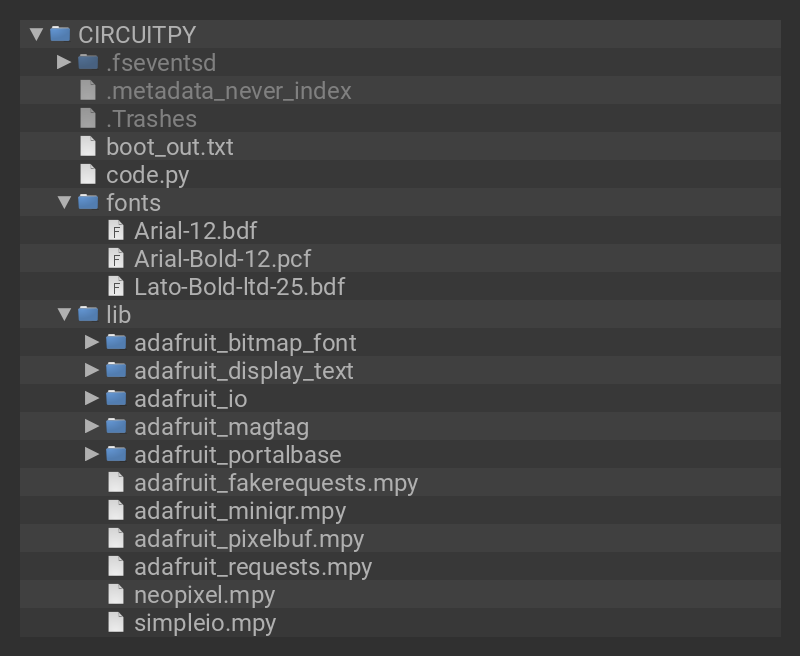 CIRCUITPY
.fseventsd
.metadata_never_index
.Trashes
boot_out.txt
code.py
fonts
F Arial-12.bdf
F Arial-Bold-12.pcf
F Lato-Bold-ltd-25.bdf
lib
adafruit_bitmap_font
adafruit_display_text
adafruit_io
adafruit_magtag
adafruit_portalbase
adafruit_fakerequests.mpy
adafruit_miniqr.mpy
adafruit_pixelbuf.mpy
adafruit_requests.mpy
neopixel.mpy
simpleio.mpy